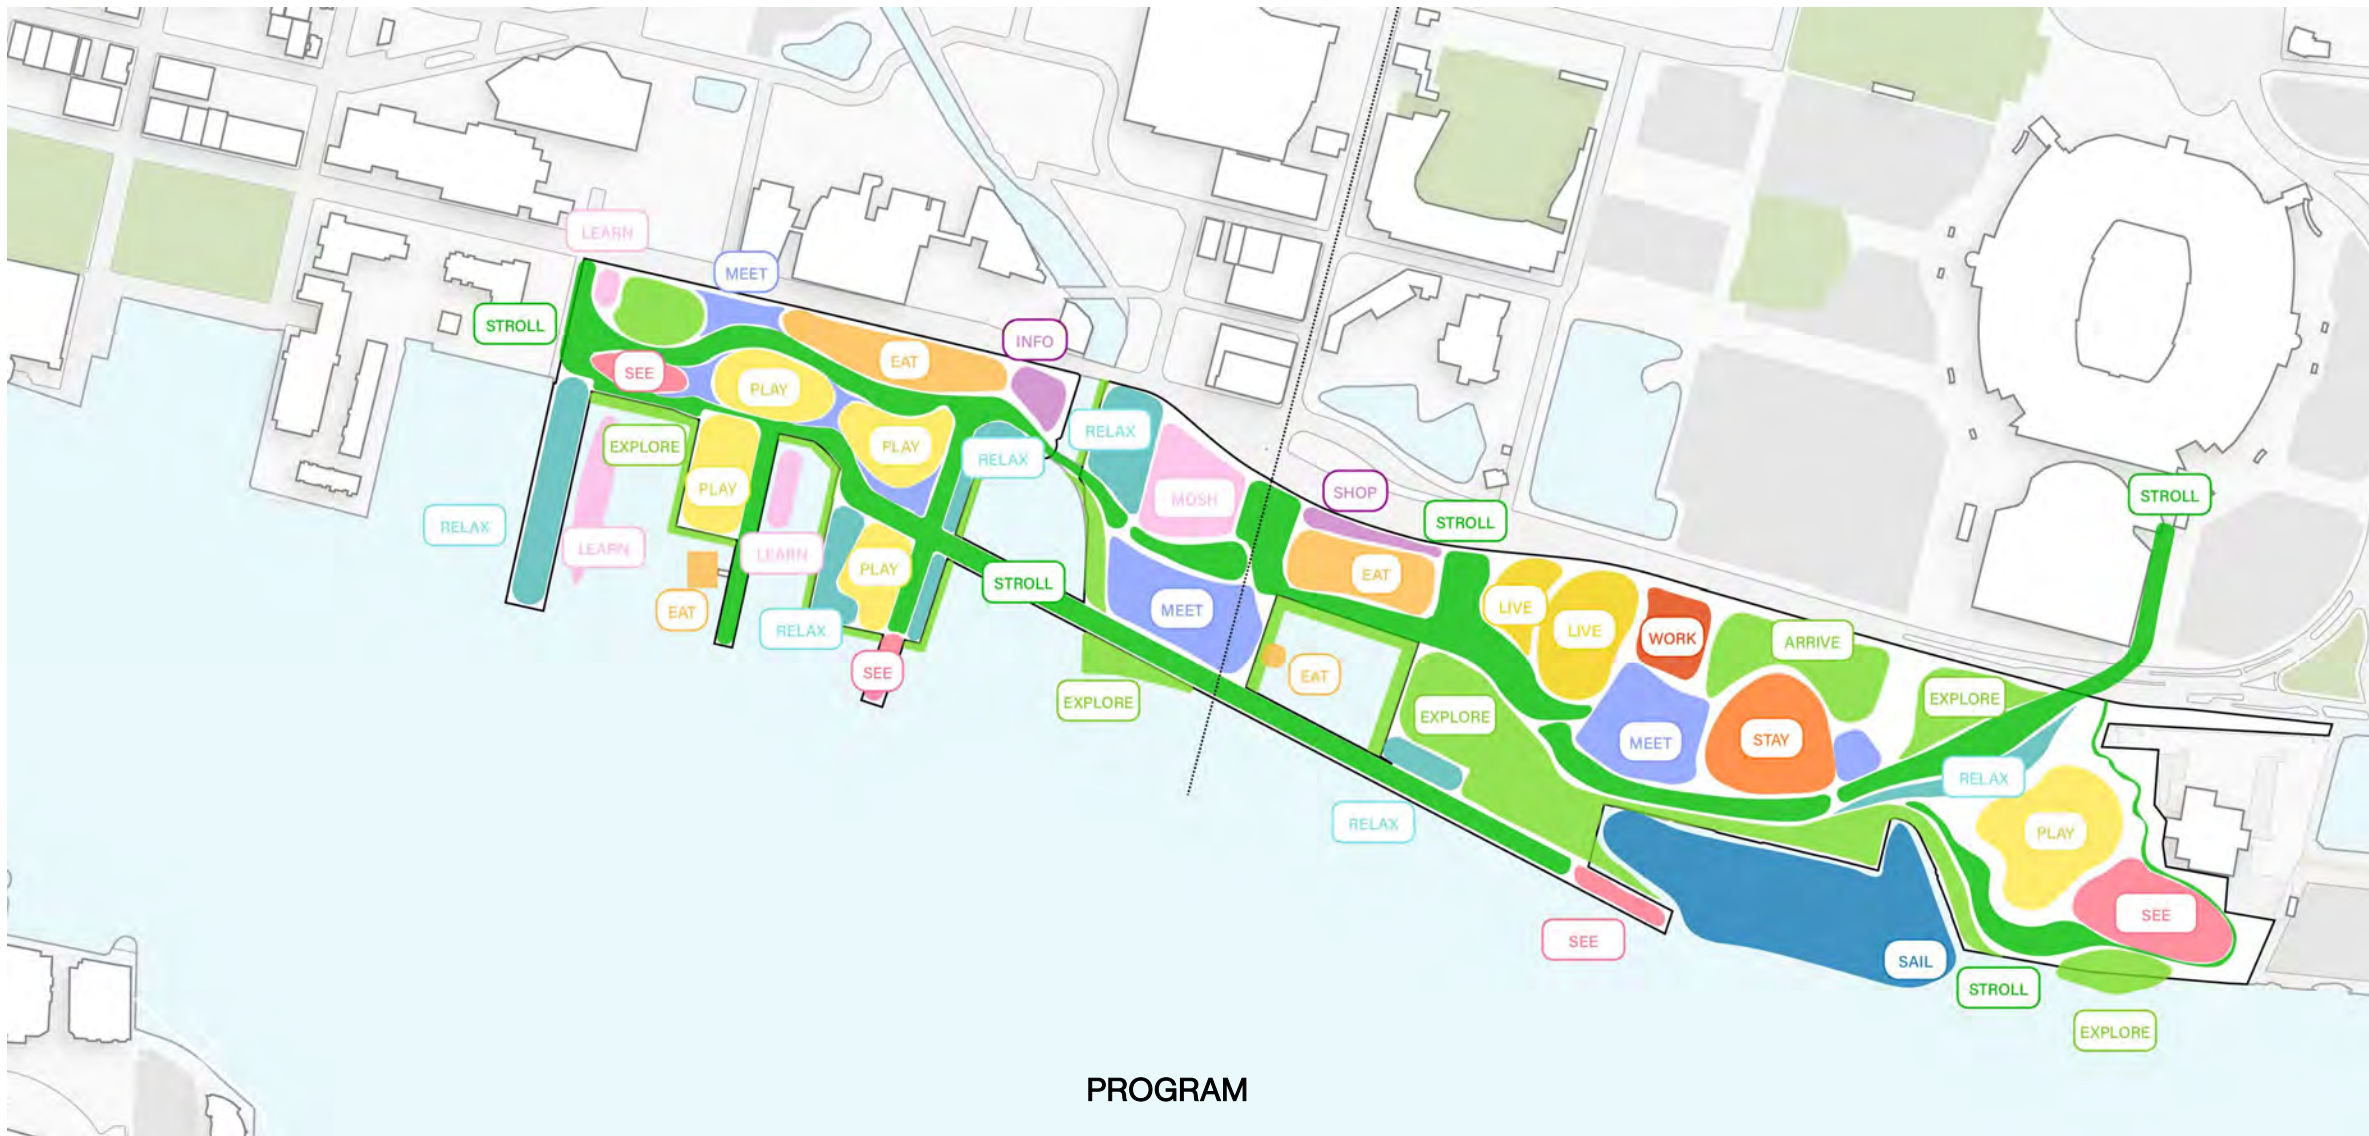 LEARN
MEET
STROLL
INFO
EAT
SEE
PLAY
RELAX
EXPLORE
PLAY
RELAX
PLAY
MOSH
SHOP
STROLL
STROLL
RELAX
LEARN
LEARN
PLAY
EAT
STROLL
MEET
LIVE
LIVE
WORK
ARRIVE
EAT
RELAX
SEE
EAT
EXPLORE
EXPLORE
MEET
STAY
EXPLORE
RELAX
RELAX
PLAY
SEE
SEE
SAIL
STROLL
EXPLORE
PROGRAM